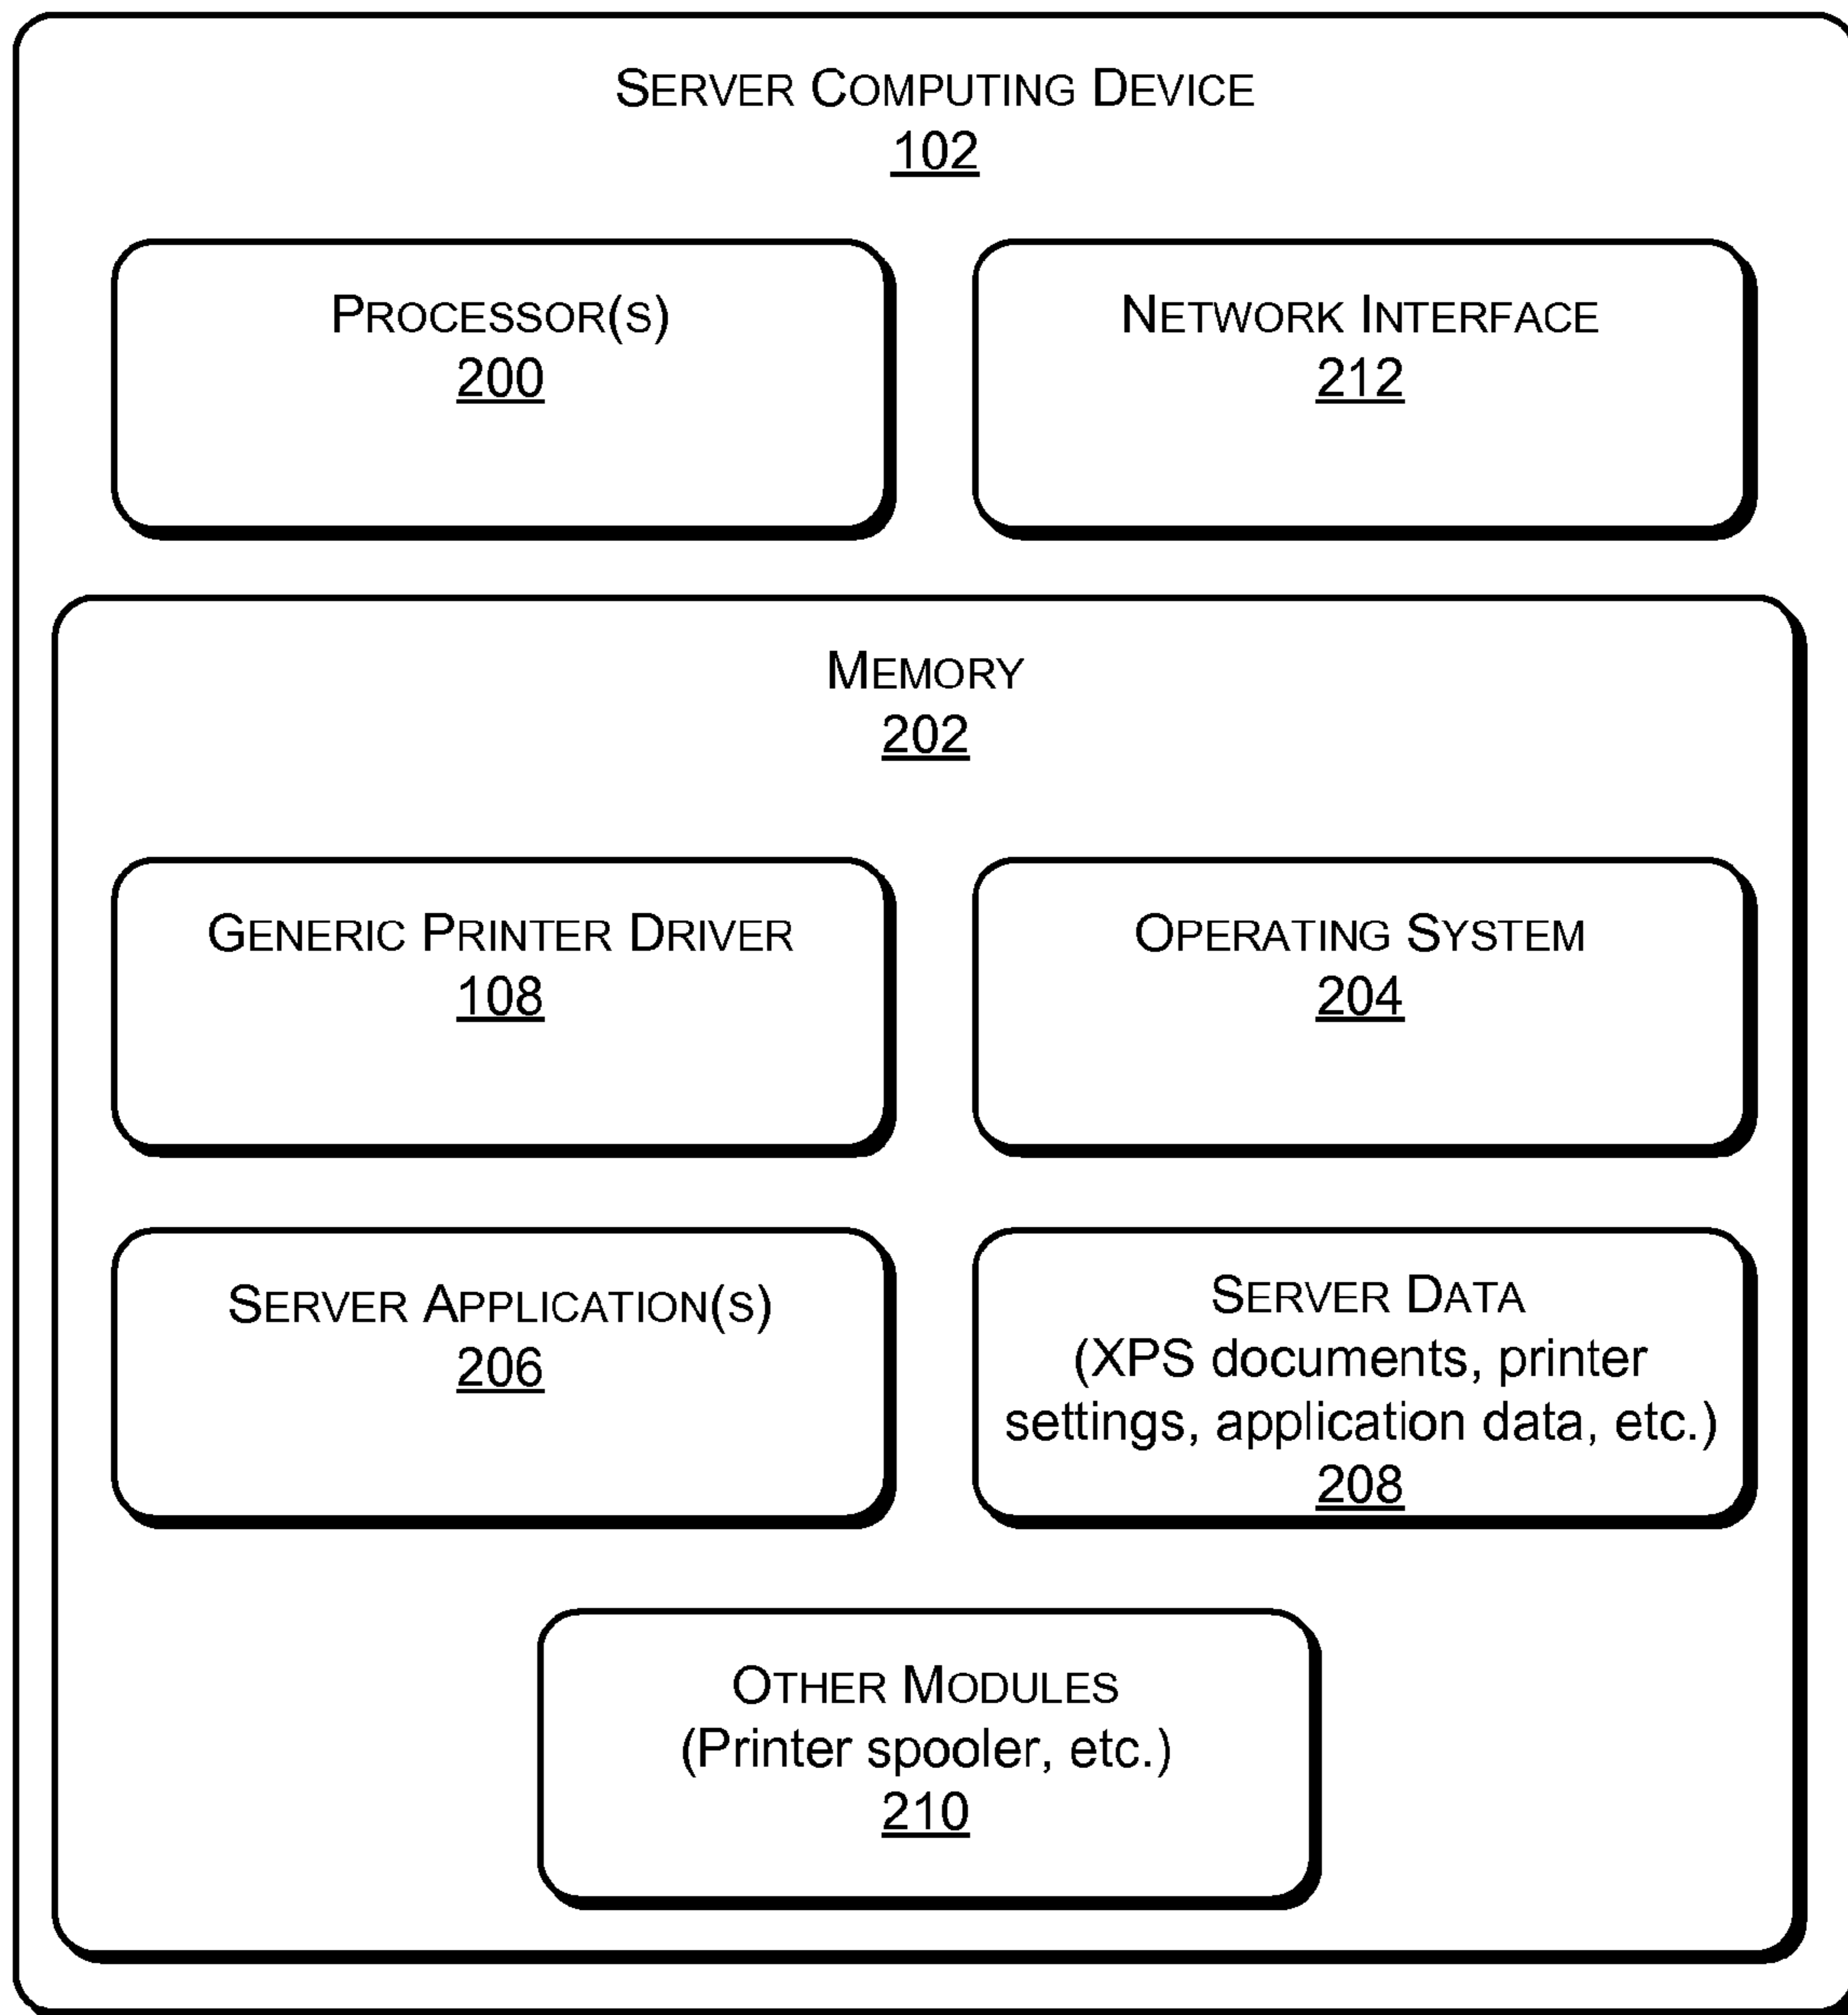 SERVER COMPUTING DEVICE
102
PROCESSOR(S)
200
NETWORK INTERFACE
212
MEMORY
202
GENERIC PRINTER DRIVER
108
OPERATING SYSTEM
204
SERVER APPLICATION(S)
206
SERVER DATA
(XPS documents, printer
settings, application data, etc.)
208
OTHER MODULES
(Printer spooler, etc.)
210